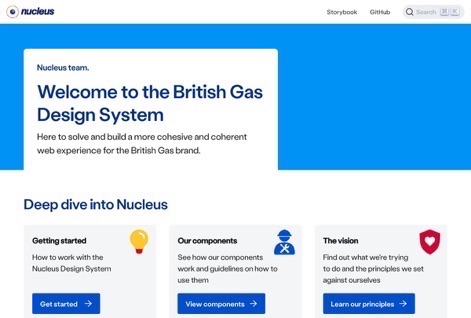 nucleus
Storybook
GitHub
Search ⌘ K
Nucleus team.
Welcome to the British Gas
Design System
Here to solve and build a more cohesive and coherent
web experience for the British Gas brand.
Deep dive into Nucleus
Getting started
How to work with the
Nucleus Design System
Get started →
Our components
See how our components
work and guidelines on how to
use them
View components →
The vision
Find out what we're trying
to do and the principles we set
against ourselves
Learn our principles →